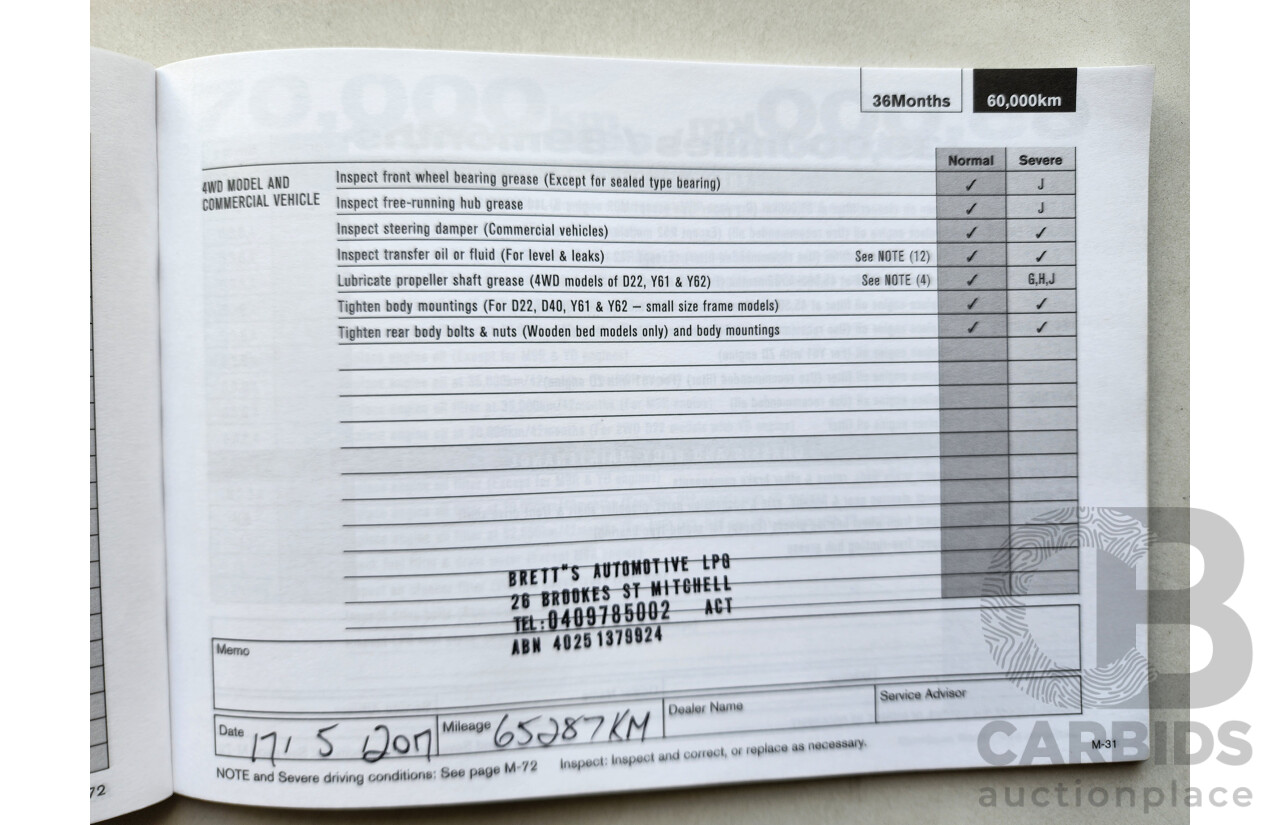 36Months 60,000km
Normal Severe
4WD MODEL AND
COMMERCIAL VEHICLE
Inspect front wheel bearing grease (Except for sealed type bearing) ✓ J
Inspect free-running hub grease ✓ J
Inspect steering damper (Commercial vehicles) ✓ ✓
Inspect transfer oil or fluid (For level & leaks) See NOTE (12) ✓ ✓
Lubricate propeller shaft grease (4WD models of D22, Y61 & Y62) See NOTE (4) ✓ G,H,J
Tighten body mountings (For D22, D40, Y61 & Y62 – small size frame models) ✓ ✓
Tighten rear body bolts & nuts (Wooden bed models only) and body mountings ✓ ✓
BRETT"S AUTOMOTIVE LPG
26 BROOKES ST MITCHELL
TEL:0409785002 ACT
ABN 40251379924
Memo
Date 17/ 5 2017 Mileage 65287KM Dealer Name Service Advisor
NOTE and Severe driving conditions: See page M-72 Inspect: Inspect and correct, or replace as necessary.
M-31
72
CARBIDS
auctionplace